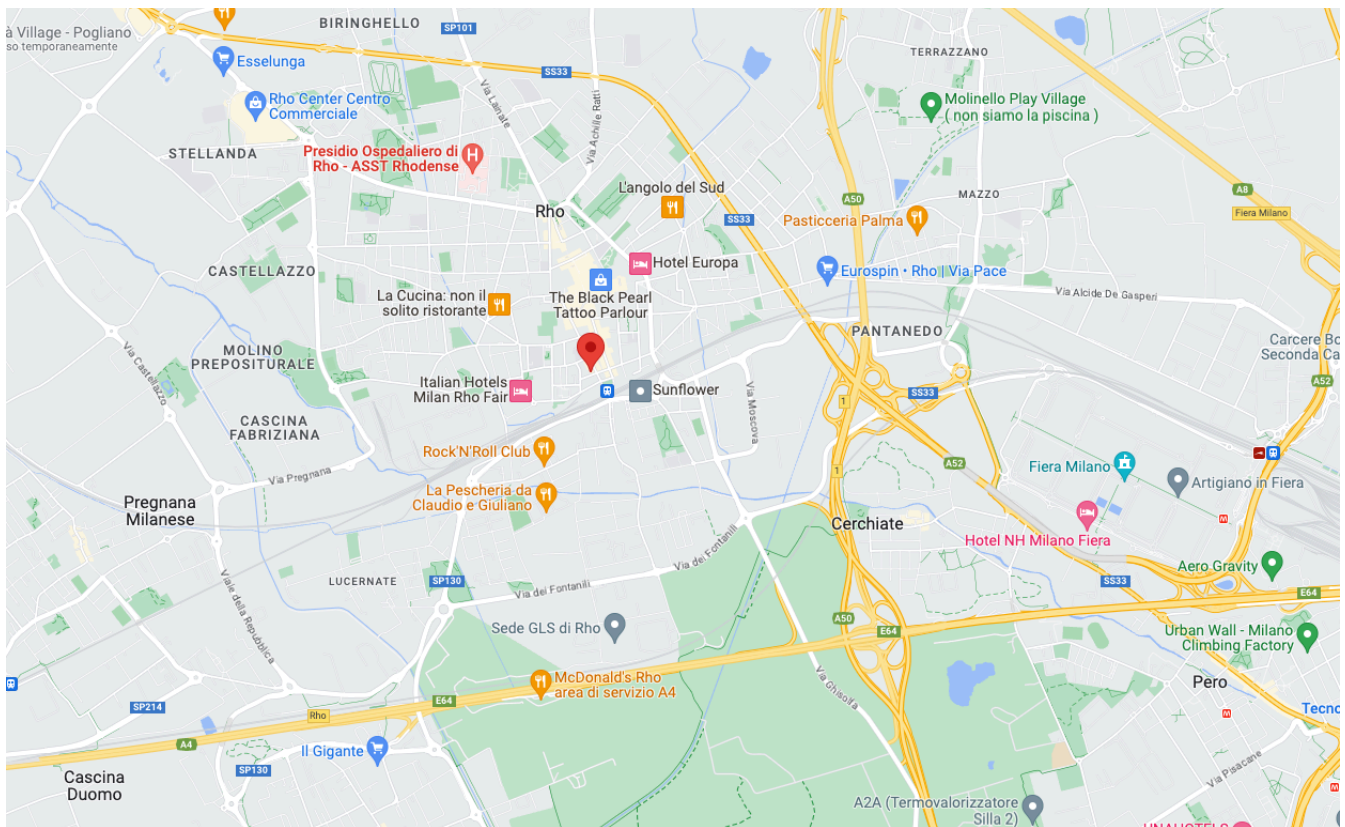 BIRINGHELLO
SP101
à Village - Pogliano
so temporaneamente
Esselunga
TERRAZZANO
SS33
Via Lainate
Rho Center Centro
Commerciale
Molinello Play Village
( non siamo la piscina )
Via Achille Ratti
STELLANDA
Presidio Ospedaliero di
Rho - ASST Rhodense
H
L'angolo del Sud
A8
MAZZO
A50
Rho
SS33
Pasticceria Palma
Fiera Milano
CASTELLAZZO
Hotel Europa
Eurospin • Rho | Via Pace
La Cucina: non il
solito ristorante
The Black Pearl
Tattoo Parlour
Via Alcide De Gasperi
PANTANEDO
Carcere Bo
Seconda Ca
Via Castellazzo
MOLINO
PREPOSITURALE
Italian Hotels
Milan Rho Fair
Sunflower
A52
SS33
1
Via Moscova
CASCINA
FABRIZIANA
Rock'N'Roll Club
A52
Fiera Milano
1
Via Pregnana
Artigiano in Fiera
La Pescheria da
Claudio e Giuliano
Pregnana
Milanese
Cerchiate
M
Hotel NH Milano Fiera
Via dei Fontanili
Aero Gravity
LUCERNATE
SP130
SS33
Via dei Fontanili
E64
Viale della Repubblica
A50
Sede GLS di Rho
E64
Urban Wall - Milano
Climbing Factory
McDonald's Rho
area di servizio A4
Via Ghisolfa
Pero
E64
SP214
Rho
M
Tecno
A4
Il Gigante
SP130
Via Pisacane
Cascina
Duomo
M
A2A (Termovalorizzatore
Silla 2)